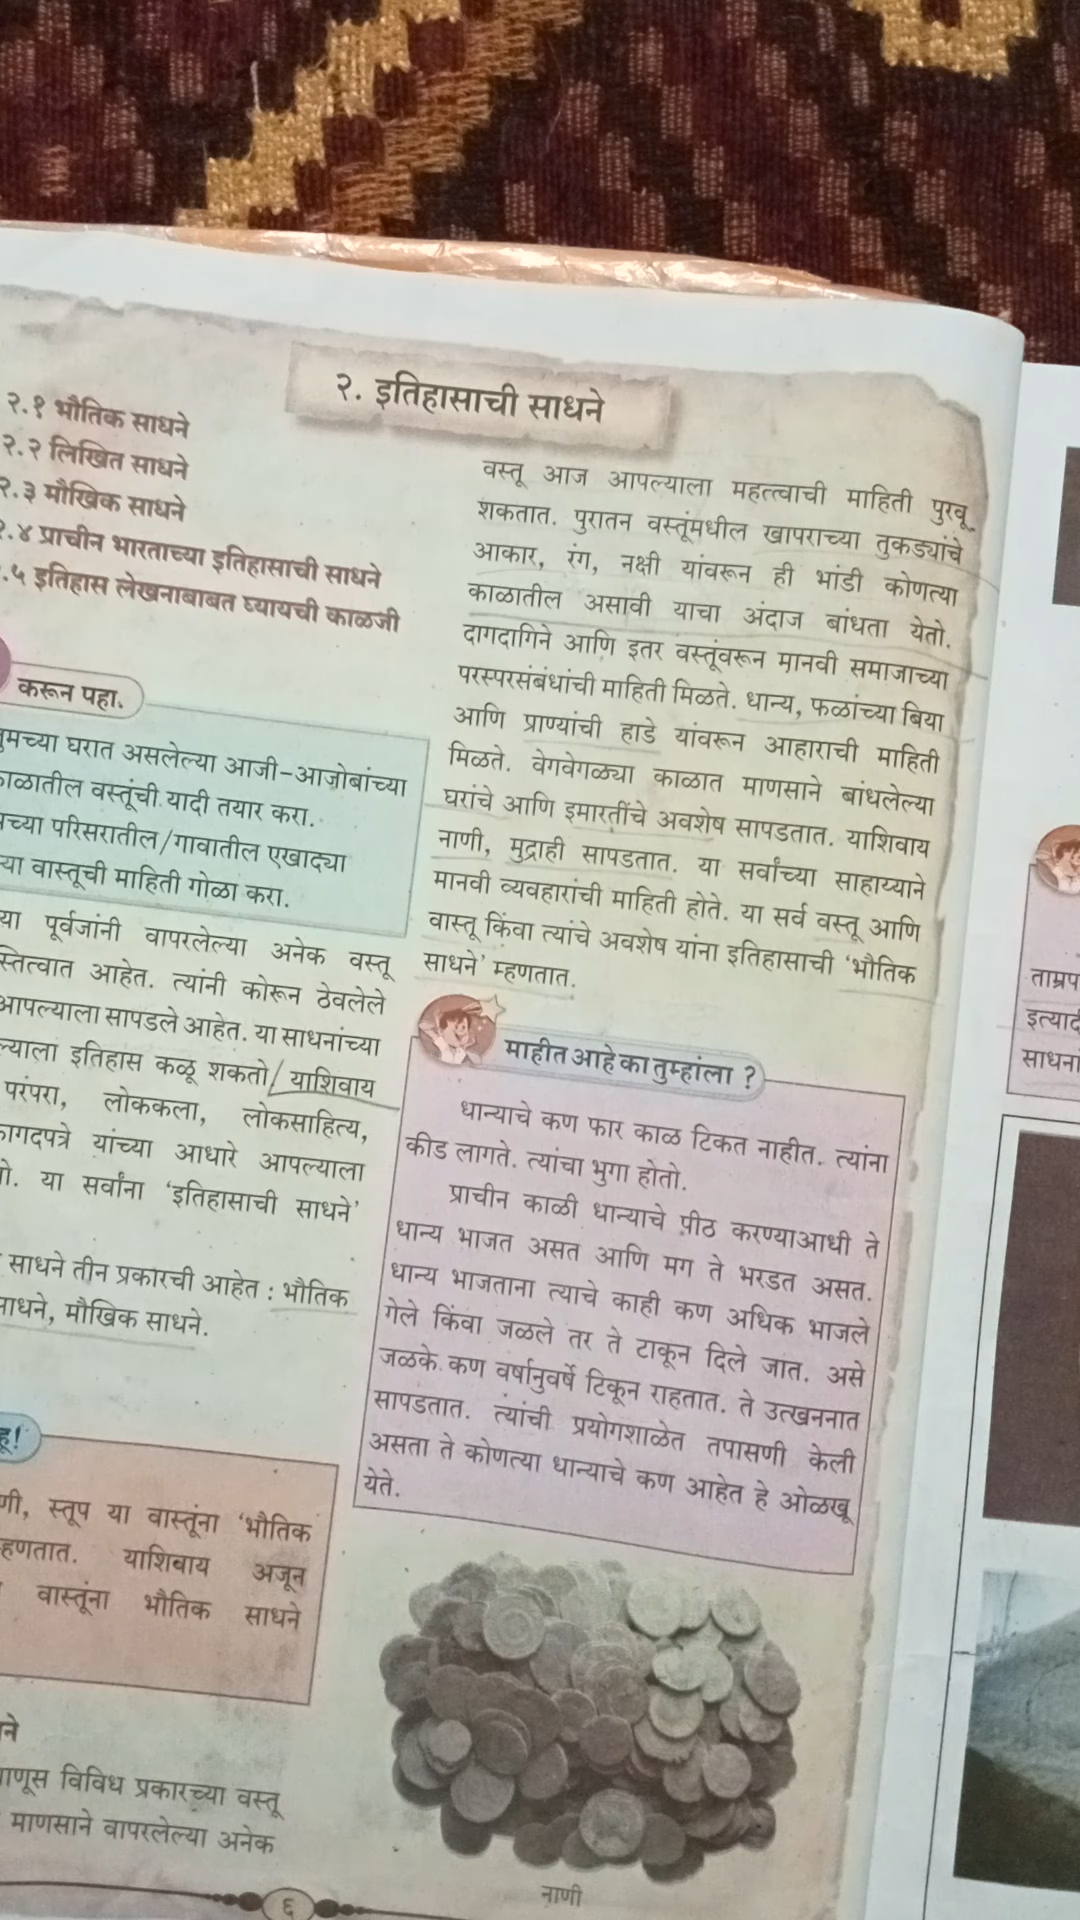 २. इतिहासाची साधने
२.१ भौतिक साधने
२.२ लिखित साधने
२.३ मौखिक साधने
२.४ प्राचीन भारताच्या इतिहासाची साधने
.५ इतिहास लेखनाबाबत घ्यायची काळजी
करून पहा.
घरात असलेल्या आजी-आजोबांच्या
वस्तूंची यादी तयार करा.
परिसरातील/गावातील एखाद्या
वास्तूची माहिती गोळा करा.
पूर्वजांनी वापरलेल्या अनेक वस्तू
आहेत. त्यांनी कोरून ठेवलेले
आपल्याला सापडले आहेत. या साधनांच्या
इतिहास कळू शकतो/ याशिवाय
परंपरा, लोककला, लोकसाहित्य,
यांच्या आधारे आपल्याला
या सर्वांना ‘इतिहासाची साधने’
साधने तीन प्रकारची आहेत : भौतिक
मौखिक साधने.
स्तूप या वास्तूंना ‘भौतिक
याशिवाय अजून
वास्तूंना भौतिक साधने
विविध प्रकारच्या वस्तू
माणसाने वापरलेल्या अनेक
वस्तू आज आपल्याला महत्त्वाची माहिती पुरवू
शकतात. पुरातन वस्तूंमधील खापराच्या तुकड्यांचे
आकार, रंग, नक्षी यांवरून ही भांडी कोणत्या
काळातील असावी याचा अंदाज बांधता येतो.
दागदागिने आणि इतर वस्तूंवरून मानवी समाजाच्या
परस्परसंबंधांची माहिती मिळते. धान्य, फळांच्या बिया
आणि प्राण्यांची हाडे यांवरून आहाराची माहिती
मिळते. वेगवेगळ्या काळात माणसाने बांधलेल्या
घरांचे आणि इमारतींचे अवशेष सापडतात. याशिवाय
नाणी, मुद्राही सापडतात. या सर्वांच्या साहाय्याने
मानवी व्यवहारांची माहिती होते. या सर्व वस्तू आणि
वास्तू किंवा त्यांचे अवशेष यांना इतिहासाची ‘भौतिक
साधने’ म्हणतात.
माहीत आहे का तुम्हांला ?
धान्याचे कण फार काळ टिकत नाहीत. त्यांना
कीड लागते. त्यांचा भुगा होतो.
प्राचीन काळी धान्याचे पीठ करण्याआधी ते
धान्य भाजत असत आणि मग ते भरडत असत.
धान्य भाजताना त्याचे काही कण अधिक भाजले
गेले किंवा जळले तर ते टाकून दिले जात. असे
जळके कण वर्षानुवर्षे टिकून राहतात. ते उत्खननात
सापडतात. त्यांची प्रयोगशाळेत तपासणी केली
असता ते कोणत्या धान्याचे कण आहेत हे ओळखू
येते.
नाणी
६